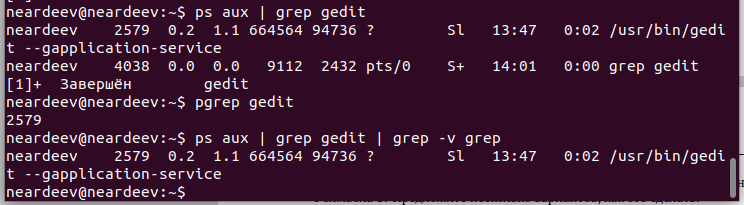 neardeev@neardeev:~$ ps aux | grep gedit
neardeev    2579  0.2  1.1 664564 94736 ?        Sl   13:47   0:02 /usr/bin/gedi
t --gapplication-service
neardeev    4038  0.0  0.0   9112  2432 pts/0    S+   14:01   0:00 grep gedit
[1]+  Завершён        gedit
neardeev@neardeev:~$ pgrep gedit
2579
neardeev@neardeev:~$ ps aux | grep gedit | grep -v grep
neardeev    2579  0.2  1.1 664564 94736 ?        Sl   13:47   0:02 /usr/bin/gedi
t --gapplication-service
neardeev@neardeev:~$